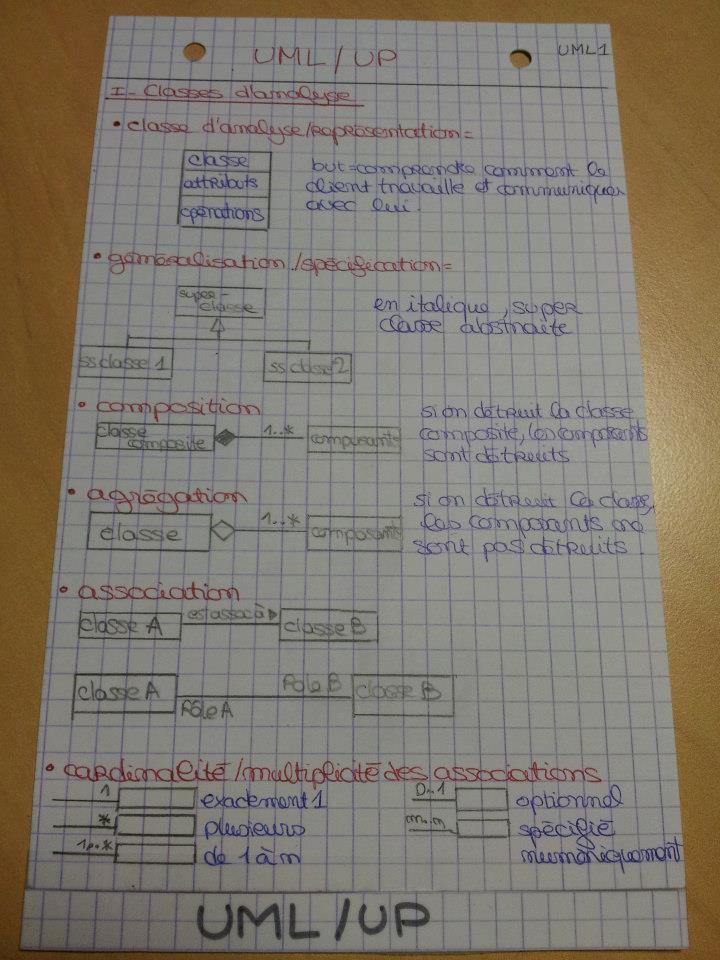 UML/UP
UML1
I - Classes d'analyse
• classe d'analyse/représentation =
classe
attributs
opérations
but = comprendre comment le
client travaille et communiquer
avec lui.
• généralisation/spécification =
super-
classe
ss classe 1
ss classe 2
en italique, super
classe abstraite
• composition
classe
composite
1..*
composants
si on détruit la classe
composite, les composants
sont détruits
• agrégation
classe
1..*
composants
si on détruit la classe,
les composants ne
sont pas détruits.
• association
classe A
est assoc à
classe B
classe A
Rôle A
Rôle B
classe B
• cardinalité/multiplicité des associations
1
exactement 1
*
plusieurs
1..*
de 1 à n
0..1
optionnel
m..n
spécifié
numériquement
UML/UP